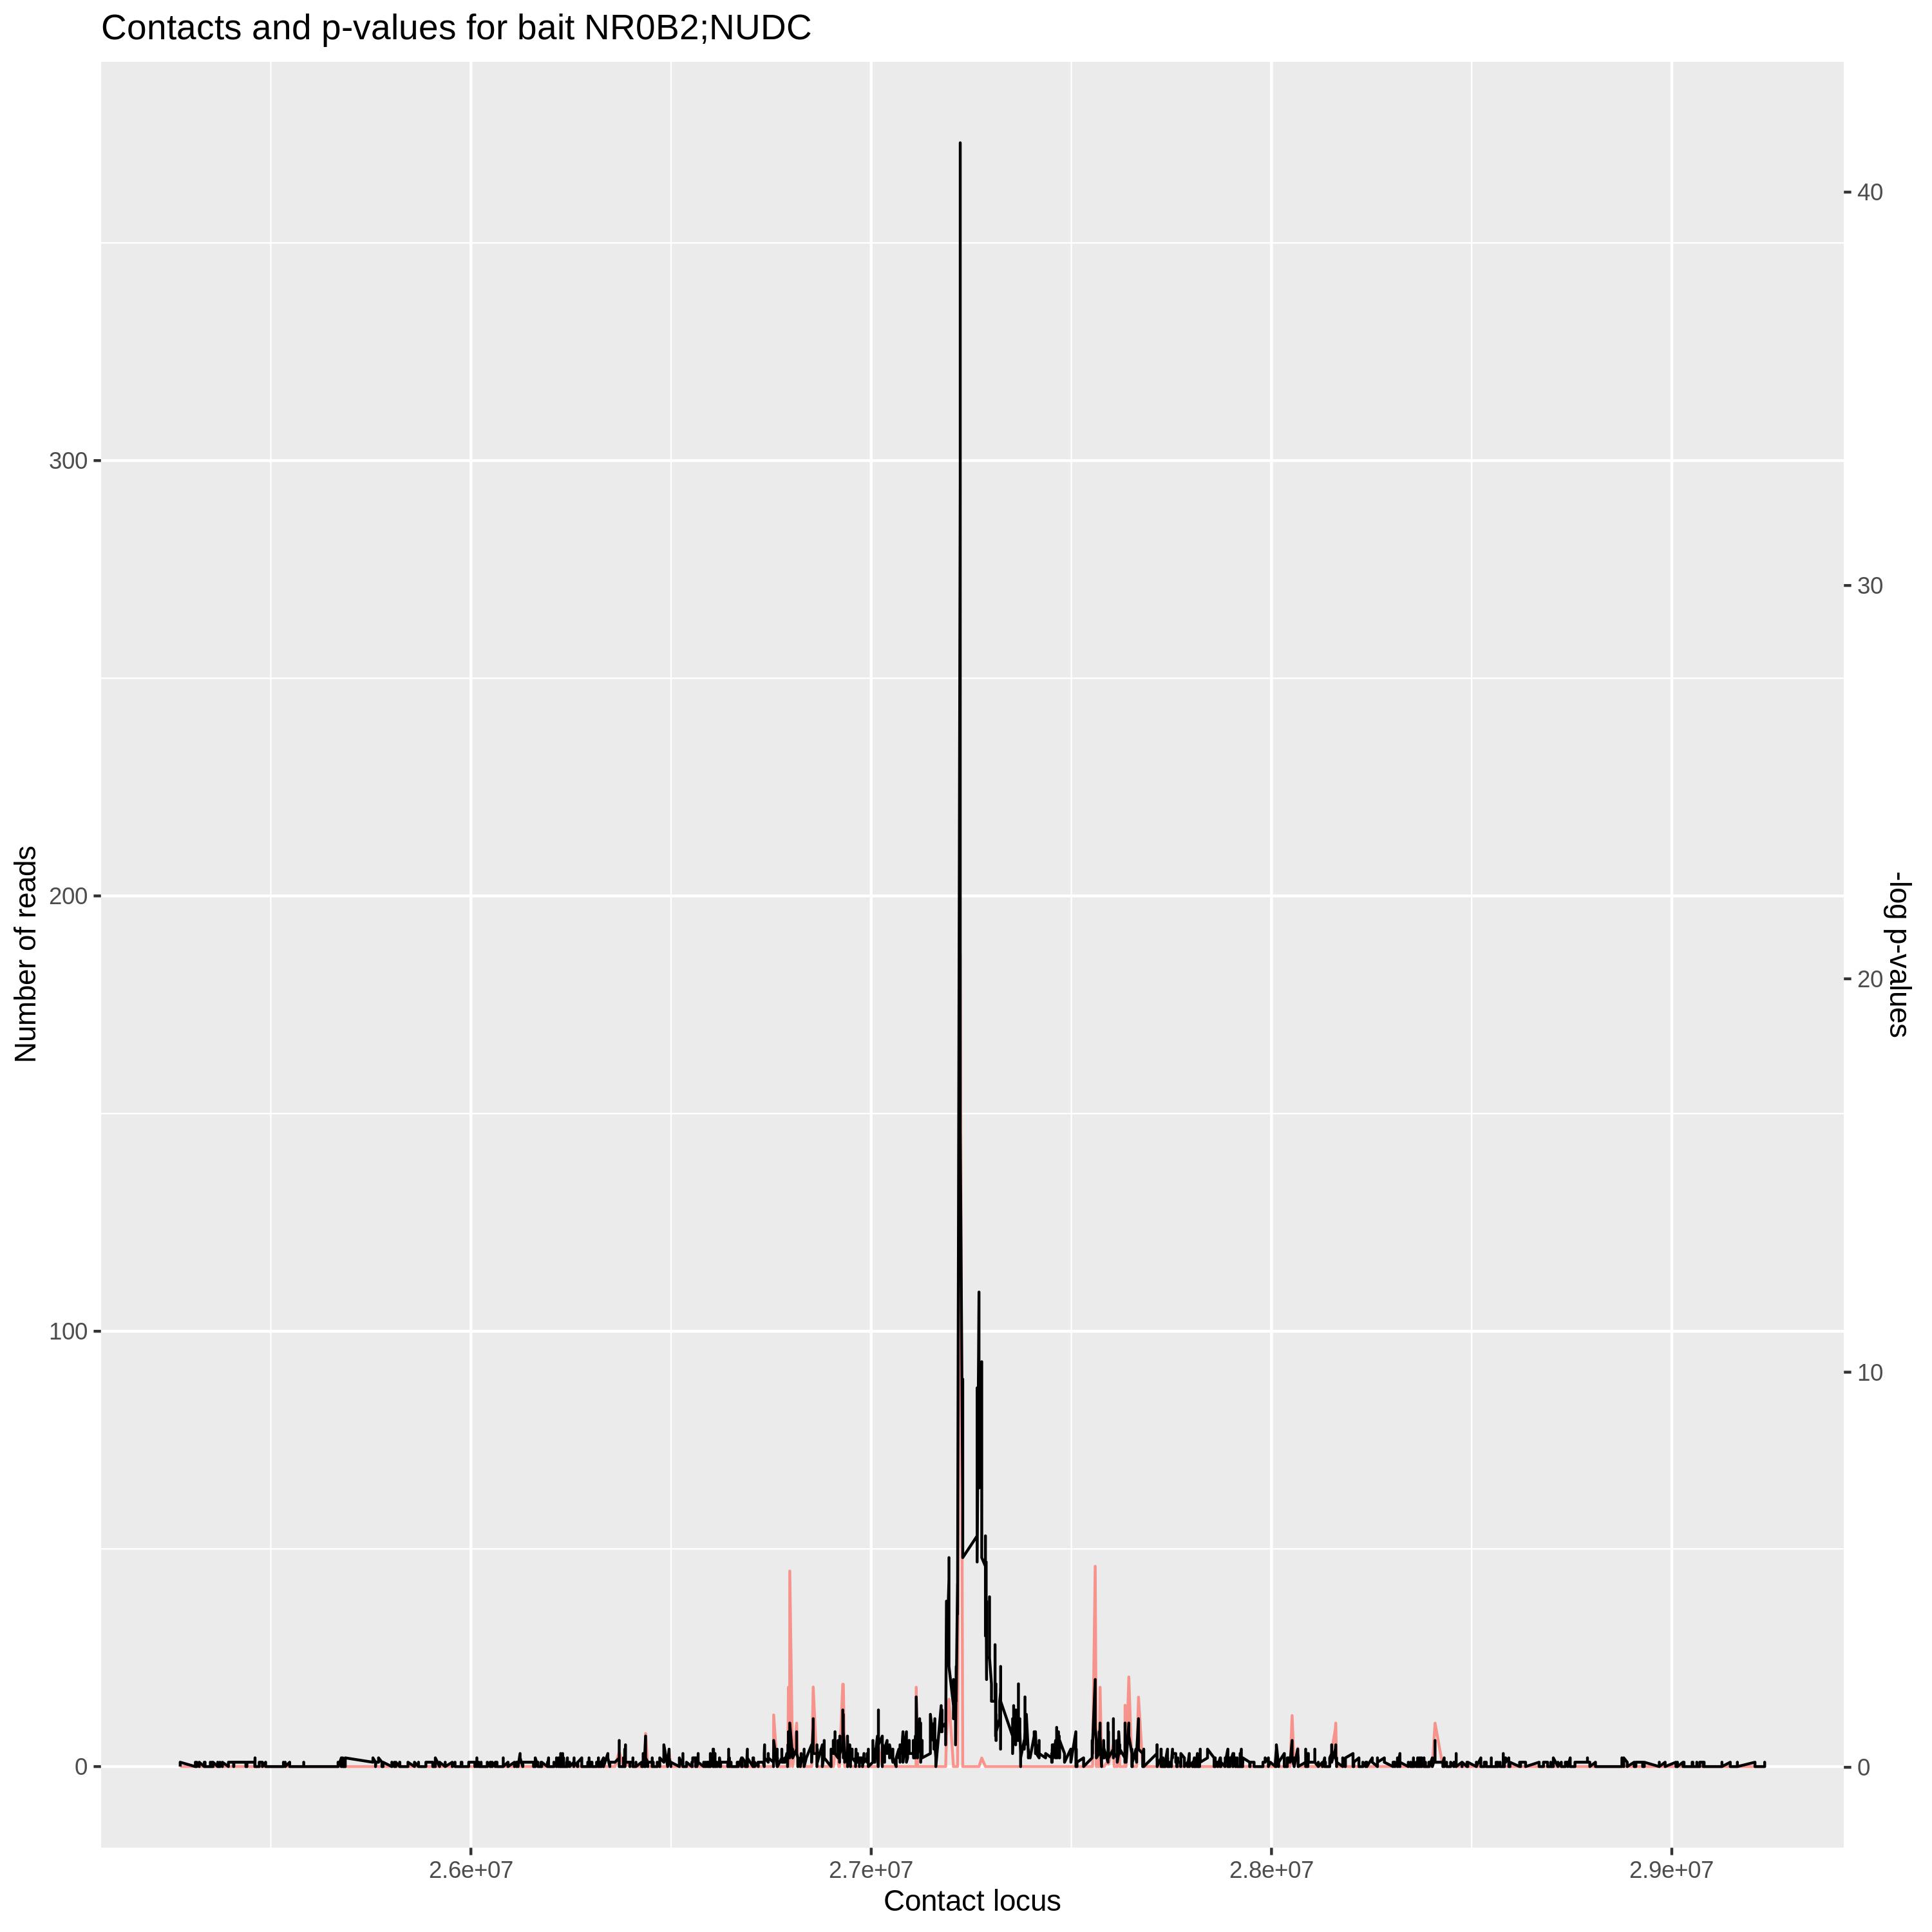 Contacts and p-values for bait NR0B2;NUDC
Number of reads
300
200
100
0
40
30
20
10
0
-log p-values
2.6e+07
2.7e+07
2.8e+07
2.9e+07
Contact locus